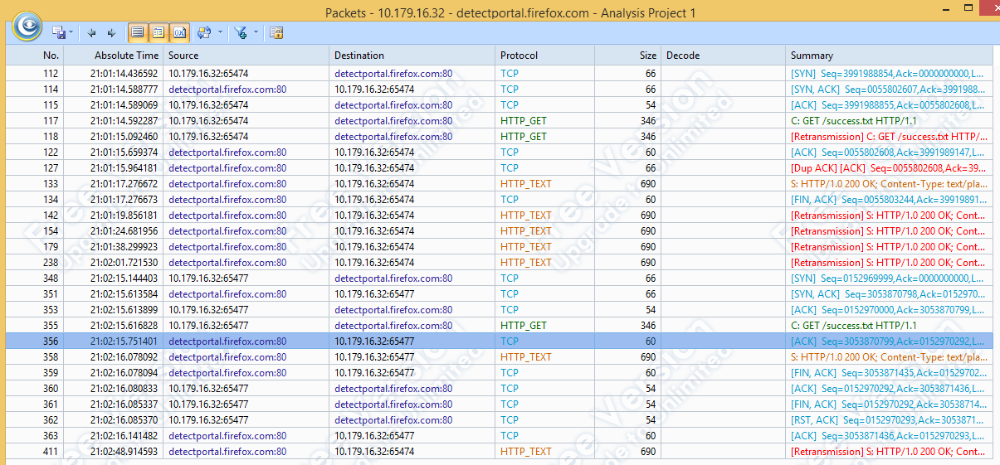 Packets - 10.179.16.32 - detectportal.firefox.com - Analysis Project 1
No. Absolute Time Source Destination Protocol Size Decode Summary
112 21:01:14.436592 10.179.16.32:65474 detectportal.firefox.com:80 TCP 66 [SYN] Seq=3991988854,Ack=0000000000,L...
114 21:01:14.588777 detectportal.firefox.com:80 10.179.16.32:65474 TCP 66 [SYN, ACK] Seq=0055802607,Ack=3991988...
115 21:01:14.589069 10.179.16.32:65474 detectportal.firefox.com:80 TCP 54 [ACK] Seq=3991988855,Ack=0055802608,L...
117 21:01:14.592287 10.179.16.32:65474 detectportal.firefox.com:80 HTTP_GET 346 C: GET /success.txt HTTP/1.1
118 21:01:15.092460 10.179.16.32:65474 detectportal.firefox.com:80 HTTP_GET 346 [Retransmission] C: GET /success.txt HTTP/...
122 21:01:15.659374 detectportal.firefox.com:80 10.179.16.32:65474 TCP 60 [ACK] Seq=0055802608,Ack=3991989147,L...
127 21:01:15.964181 detectportal.firefox.com:80 10.179.16.32:65474 TCP 66 [Dup ACK] [ACK] Seq=0055802608,Ack=39...
133 21:01:17.276672 detectportal.firefox.com:80 10.179.16.32:65474 HTTP_TEXT 690 S: HTTP/1.0 200 OK; Content-Type: text/pla...
134 21:01:17.276673 detectportal.firefox.com:80 10.179.16.32:65474 TCP 60 [FIN, ACK] Seq=0055803244,Ack=39919891...
142 21:01:19.856181 detectportal.firefox.com:80 10.179.16.32:65474 HTTP_TEXT 690 [Retransmission] S: HTTP/1.0 200 OK; Cont...
154 21:01:24.681956 detectportal.firefox.com:80 10.179.16.32:65474 HTTP_TEXT 690 [Retransmission] S: HTTP/1.0 200 OK; Cont...
179 21:01:38.299923 detectportal.firefox.com:80 10.179.16.32:65474 HTTP_TEXT 690 [Retransmission] S: HTTP/1.0 200 OK; Cont...
238 21:02:01.721530 detectportal.firefox.com:80 10.179.16.32:65474 HTTP_TEXT 690 [Retransmission] S: HTTP/1.0 200 OK; Cont...
348 21:02:15.144403 10.179.16.32:65477 detectportal.firefox.com:80 TCP 66 [SYN] Seq=0152969999,Ack=0000000000,L...
351 21:02:15.613584 detectportal.firefox.com:80 10.179.16.32:65477 TCP 66 [SYN, ACK] Seq=3053870798,Ack=0152970...
353 21:02:15.613899 10.179.16.32:65477 detectportal.firefox.com:80 TCP 54 [ACK] Seq=0152970000,Ack=3053870799,L...
355 21:02:15.616828 10.179.16.32:65477 detectportal.firefox.com:80 HTTP_GET 346 C: GET /success.txt HTTP/1.1
356 21:02:15.751401 detectportal.firefox.com:80 10.179.16.32:65477 TCP 60 [ACK] Seq=3053870799,Ack=0152970292,L...
358 21:02:16.078092 detectportal.firefox.com:80 10.179.16.32:65477 HTTP_TEXT 690 S: HTTP/1.0 200 OK; Content-Type: text/pla...
359 21:02:16.078094 detectportal.firefox.com:80 10.179.16.32:65477 TCP 60 [FIN, ACK] Seq=3053871435,Ack=01529702...
360 21:02:16.080833 10.179.16.32:65477 detectportal.firefox.com:80 TCP 54 [ACK] Seq=0152970292,Ack=3053871436,L...
361 21:02:16.085337 10.179.16.32:65477 detectportal.firefox.com:80 TCP 54 [FIN, ACK] Seq=0152970292,Ack=30538714...
362 21:02:16.085370 10.179.16.32:65477 detectportal.firefox.com:80 TCP 54 [RST, ACK] Seq=0152970293,Ack=3053871...
363 21:02:16.141482 detectportal.firefox.com:80 10.179.16.32:65477 TCP 60 [ACK] Seq=3053871436,Ack=0152970293,L...
411 21:02:48.914593 detectportal.firefox.com:80 10.179.16.32:65474 HTTP_TEXT 690 [Retransmission] S: HTTP/1.0 200 OK; Cont...
Free Version
Upgrade to Unlimited